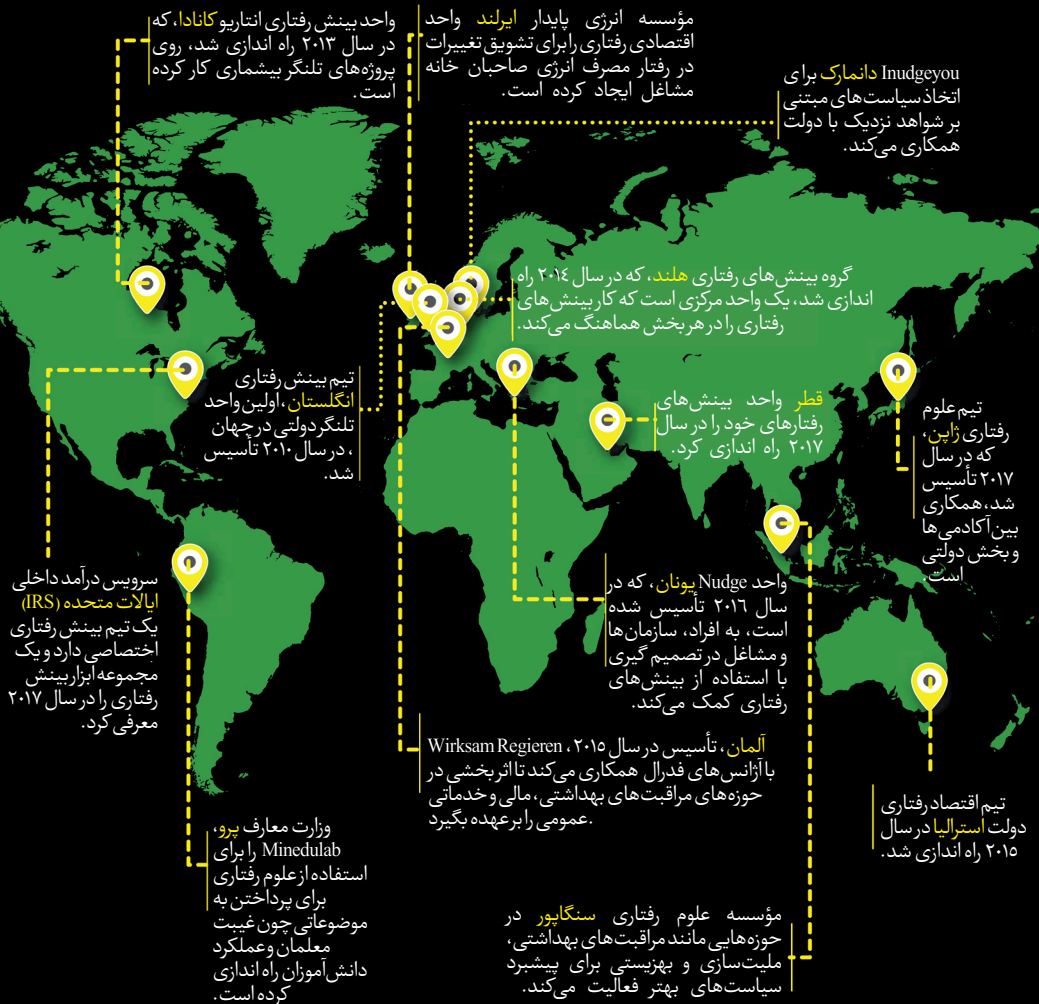 واحد بینش رفتاری انتاریو کانادا، که
در سال ۲۰۱۳ راه اندازی شد، روی
پروژه‌های تلنگر بیشماری کار کرده
است.
مؤسسه انرژی پایدار ایرلند واحد
اقتصادی رفتاری را برای تشویق تغییرات
در رفتار مصرف انرژی صاحبان خانه
مشاغل ایجاد کرده است.
Inudgeyou دانمارک برای
اتخاذ سیاست‌های مبتنی
بر شواهد نزدیک با دولت
همکاری می‌کند.
گروه بینش‌های رفتاری هلند، که در سال ۲۰۱٤ راه
اندازی شد، یک واحد مرکزی است که کار بینش‌های
رفتاری را در هر بخش هماهنگ می‌کند.
تیم بینش رفتاری
انگلستان، اولین واحد
تلنگر دولتی در جهان
، در سال ۲۰۱۰ تأسیس
شد.
قطر واحد بینش‌های
رفتارهای خود را در سال
۲۰۱۷ راه اندازی کرد.
تیم علوم
رفتاری ژاپن،
که در سال
۲۰۱۷ تأسیس
شد، همکاری
بین آکادمی‌ها
و بخش دولتی
است.
سرویس درآمد داخلی
ایالات متحده (IRS)
یک تیم بینش رفتاری
اختصاصی دارد و یک
مجموعه ابزار بینش
رفتاری را در سال ۲۰۱۷
معرفی کرد.
واحد Nudge یونان، که در
سال ۲۰۱٦ تأسیس شده
است، به افراد، سازمان‌ها
و مشاغل در تصمیم گیری
با استفاده از بینش‌های
رفتاری کمک می‌کند.
آلمان، تأسیس در سال ۲۰۱۵، Wirksam Regieren
با آژانس‌های فدرال همکاری می‌کند تا اثر بخشی در
حوزه‌های مراقبت‌های بهداشتی، مالی و خدماتی
عمومی را بر عهده بگیرد.
تیم اقتصاد رفتاری
دولت استرالیا در سال
۲۰۱۵ راه اندازی شد.
وزارت معارف پرو،
Minedulab را برای
استفاده از علوم رفتاری
برای پرداختن به
موضوعاتی چون غیبت
معلمان و عملکرد
دانش‌آموزان راه اندازی
کرده است.
مؤسسه علوم رفتاری سنگاپور در
حوزه‌هایی مانند مراقبت‌های بهداشتی،
ملیت‌سازی و بهزیستی برای پیشبرد
سیاست‌های بهتر فعالیت می‌کند.